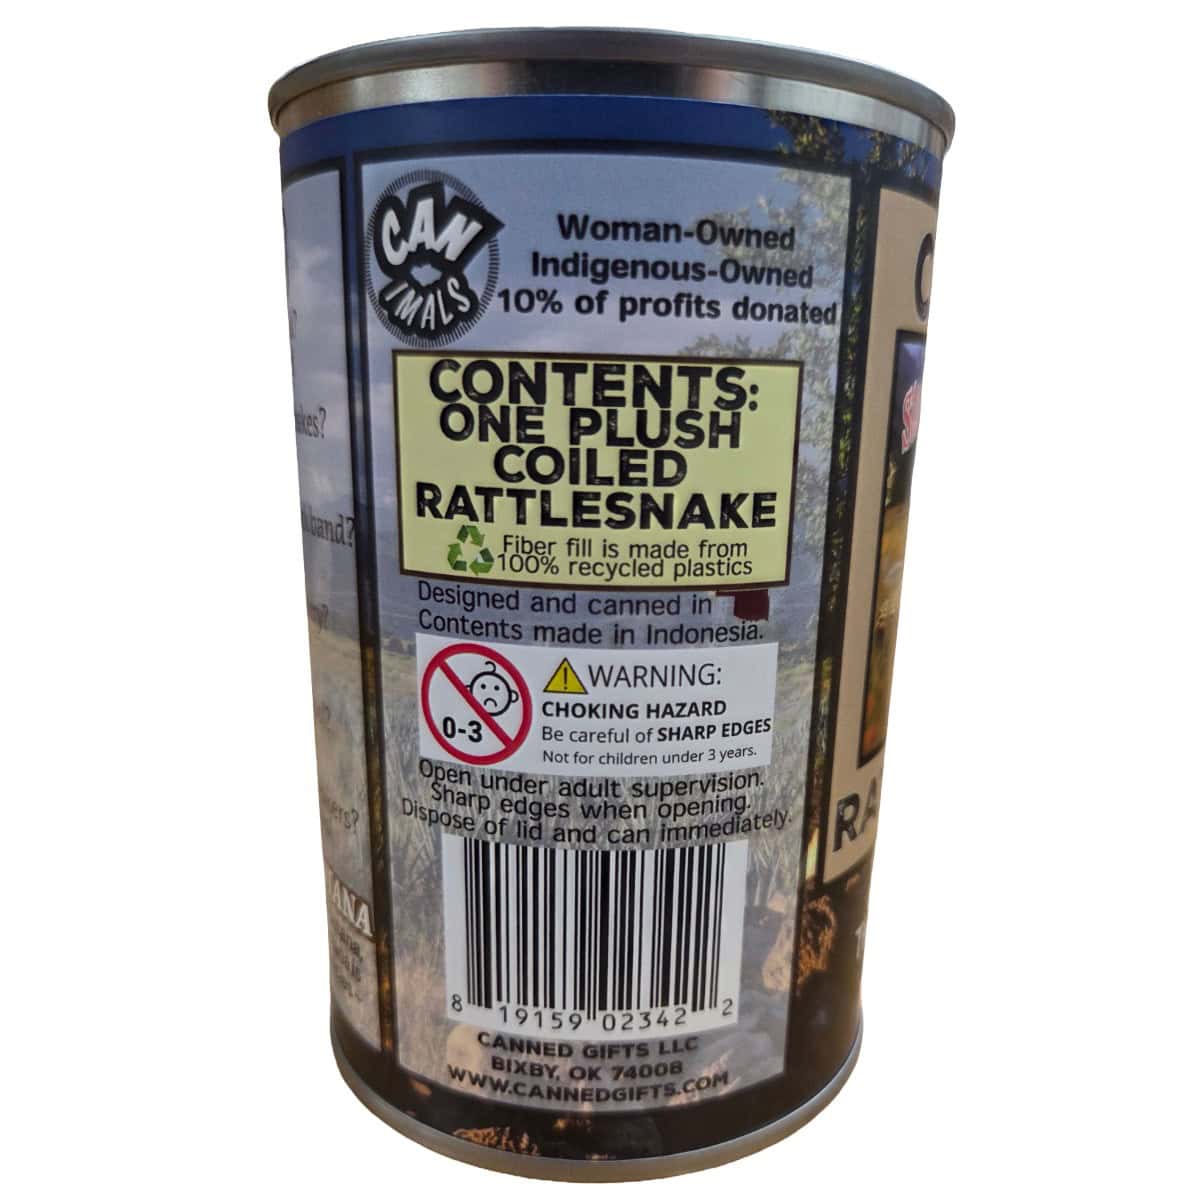 CAN
IMALS
Woman-Owned
Indigenous-Owned
10% of profits donated
CONTENTS:
ONE PLUSH
COILED
RATTLESNAKE
Fiber fill is made from
100% recycled plastics
Designed and canned in
Contents made in Indonesia.
0-3
WARNING:
CHOKING HAZARD
Be careful of SHARP EDGES
Not for children under 3 years.
Open under adult supervision.
Sharp edges when opening.
Dispose of lid and can immediately.
8 19159 02342 2
CANNED GIFTS LLC
BIXBY, OK 74008
WWW.CANNEDGIFTS.COM
band?